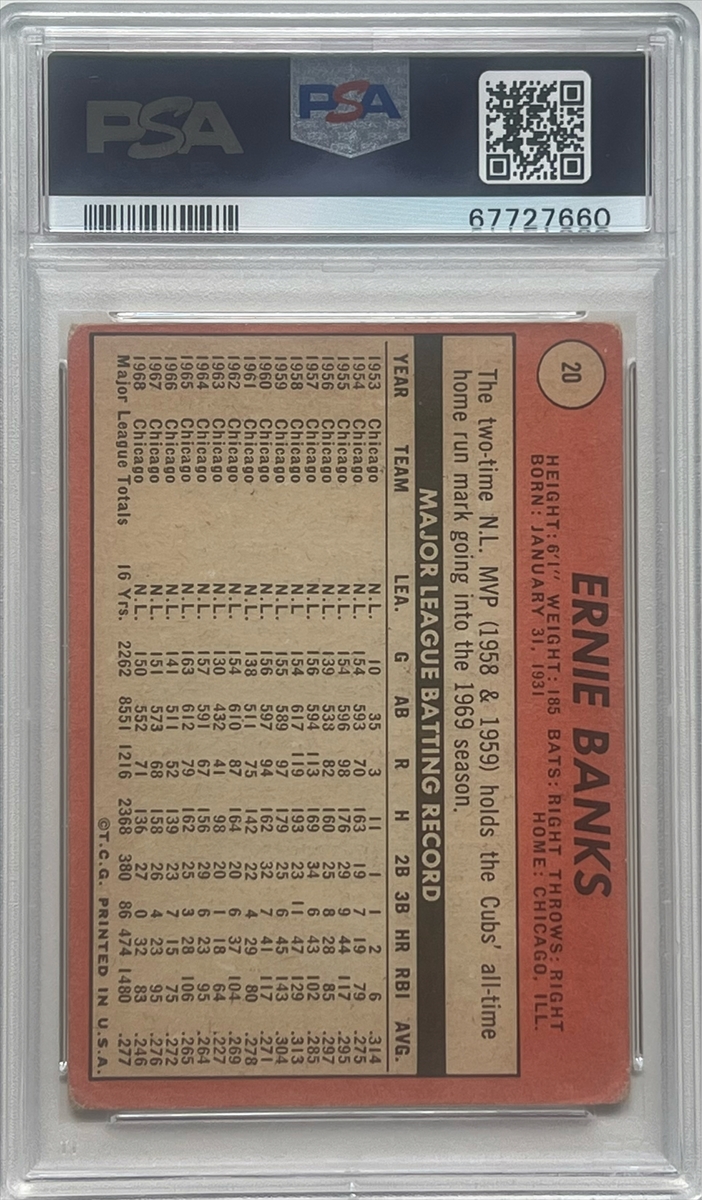 PSA
PSA
67727660
20
ERNIE BANKS
HEIGHT: 6'1" WEIGHT: 185 BATS: RIGHT THROWS: RIGHT
BORN: JANUARY 31, 1931 HOME: CHICAGO, ILL.
The two-time N.L. MVP (1958 & 1959) holds the Cubs' all-time
home run mark going into the 1969 season.
MAJOR LEAGUE BATTING RECORD
YEAR TEAM LEA. G AB R H 2B 3B HR RBI AVG.
1953 Chicago N.L. 10 35 3 11 1 1 2 6 .314
1954 Chicago N.L. 154 593 70 163 19 7 19 79 .275
1955 Chicago N.L. 154 596 98 176 29 9 44 117 .295
1956 Chicago N.L. 139 538 82 160 25 8 28 85 .297
1957 Chicago N.L. 156 594 113 169 34 6 43 102 .285
1958 Chicago N.L. 154 617 119 193 23 11 47 129 .313
1959 Chicago N.L. 155 589 97 179 25 6 45 143 .304
1960 Chicago N.L. 156 597 94 162 32 7 41 117 .271
1961 Chicago N.L. 138 511 75 142 22 4 29 80 .278
1962 Chicago N.L. 154 610 87 164 20 6 37 104 .269
1963 Chicago N.L. 130 432 41 98 20 1 18 64 .227
1964 Chicago N.L. 157 591 67 156 29 6 23 95 .264
1965 Chicago N.L. 163 612 79 162 25 3 28 106 .265
1966 Chicago N.L. 141 511 52 139 23 7 15 75 .272
1967 Chicago N.L. 151 573 68 158 26 4 23 95 .276
1968 Chicago N.L. 150 552 71 136 27 0 32 83 .246
Major League Totals 16 Yrs. 2262 8551 1216 2368 380 86 474 1480 .277
©T.C.G. PRINTED IN U.S.A.